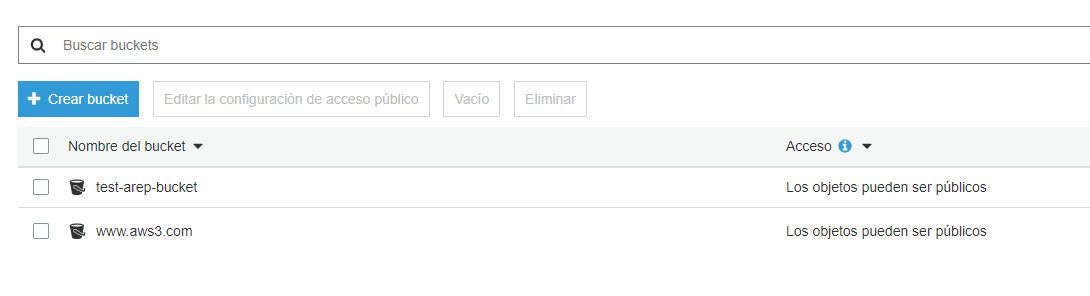 Buscar buckets
Crear bucket Editar la configuración de acceso público Vacío Eliminar
Nombre del bucket Acceso
test-arep-bucket Los objetos pueden ser públicos
www.aws3.com Los objetos pueden ser públicos